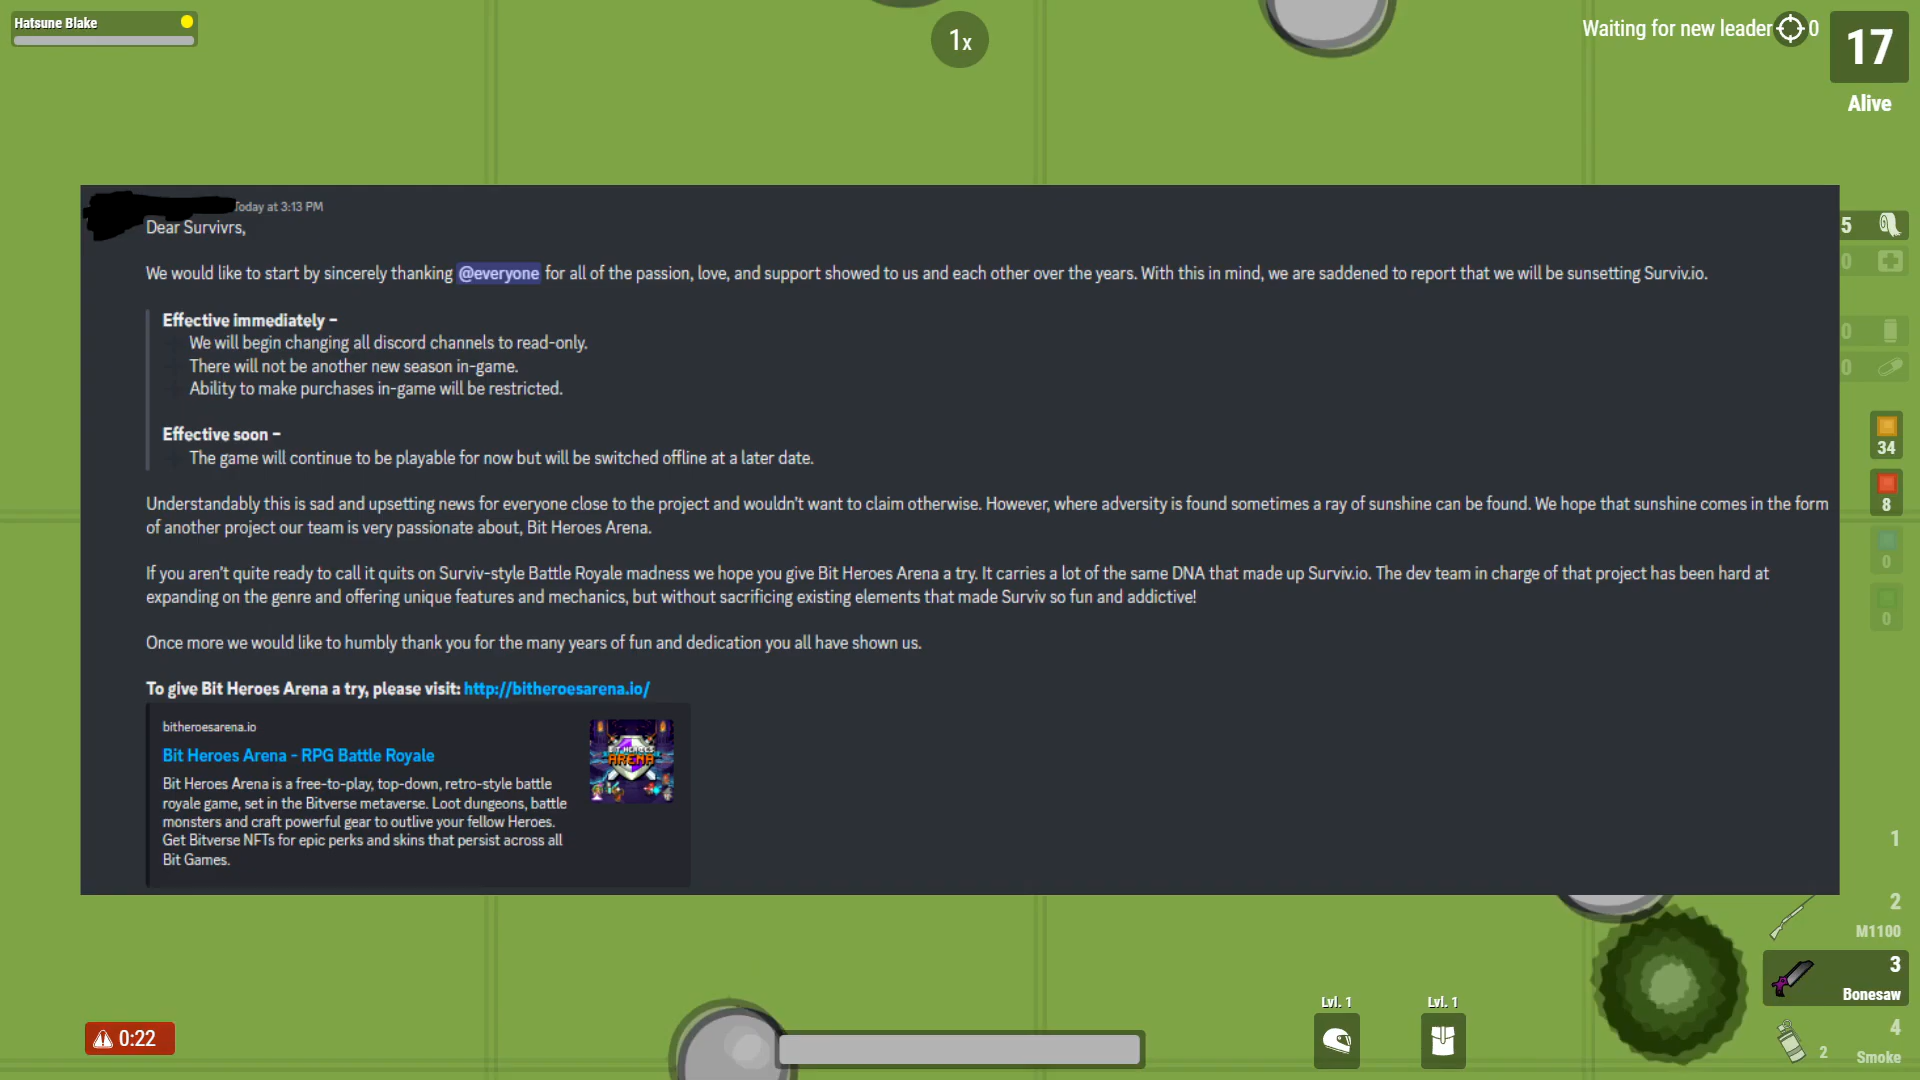 Hatsune Blake
1x
Waiting for new leader 0
17
Alive
Today at 3:13 PM
Dear Survivrs,
We would like to start by sincerely thanking @everyone for all of the passion, love, and support showed to us and each other over the years. With this in mind, we are saddened to report that we will be sunsetting Surviv.io.
Effective immediately –
We will begin changing all discord channels to read-only.
There will not be another new season in-game.
Ability to make purchases in-game will be restricted.
Effective soon –
The game will continue to be playable for now but will be switched offline at a later date.
Understandably this is sad and upsetting news for everyone close to the project and wouldn't want to claim otherwise. However, where adversity is found sometimes a ray of sunshine can be found. We hope that sunshine comes in the form
of another project our team is very passionate about, Bit Heroes Arena.
If you aren't quite ready to call it quits on Surviv-style Battle Royale madness we hope you give Bit Heroes Arena a try. It carries a lot of the same DNA that made up Surviv.io. The dev team in charge of that project has been hard at
expanding on the genre and offering unique features and mechanics, but without sacrificing existing elements that made Surviv so fun and addictive!
Once more we would like to humbly thank you for the many years of fun and dedication you all have shown us.
To give Bit Heroes Arena a try, please visit: http://bitheroesarena.io/
bitheroesarena.io
Bit Heroes Arena - RPG Battle Royale
Bit Heroes Arena is a free-to-play, top-down, retro-style battle
royale game, set in the Bitverse metaverse. Loot dungeons, battle
monsters and craft powerful gear to outlive your fellow Heroes.
Get Bitverse NFTs for epic perks and skins that persist across all
Bit Games.
BIT HEROES
ARENA
5
0
0
0
34
8
0
0
1
2
M1100
3
Bonesaw
4
2 Smoke
Lvl. 1
Lvl. 1
0:22